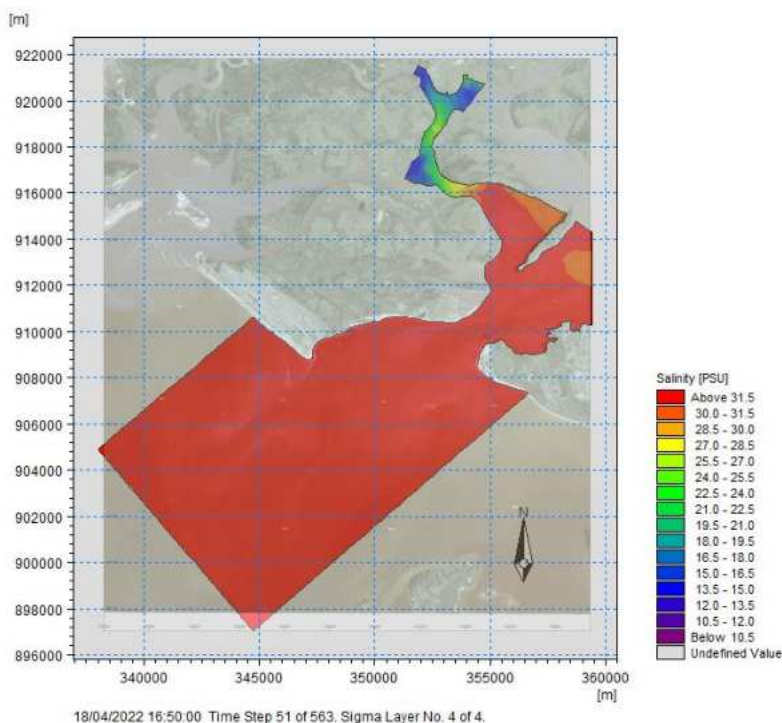 [m]
922000
920000
918000
916000
914000
912000
910000
908000
906000
904000
902000
900000
898000
896000
340000 345000 350000 355000 360000
[m]
N
Salinity [PSU]
Above 31.5
30.0 - 31.5
28.5 - 30.0
27.0 - 28.5
25.5 - 27.0
24.0 - 25.5
22.5 - 24.0
21.0 - 22.5
19.5 - 21.0
18.0 - 19.5
16.5 - 18.0
15.0 - 16.5
13.5 - 15.0
12.0 - 13.5
10.5 - 12.0
Below 10.5
Undefined Value
18/04/2022 16:50:00 Time Step 51 of 563. Sigma Layer No. 4 of 4.